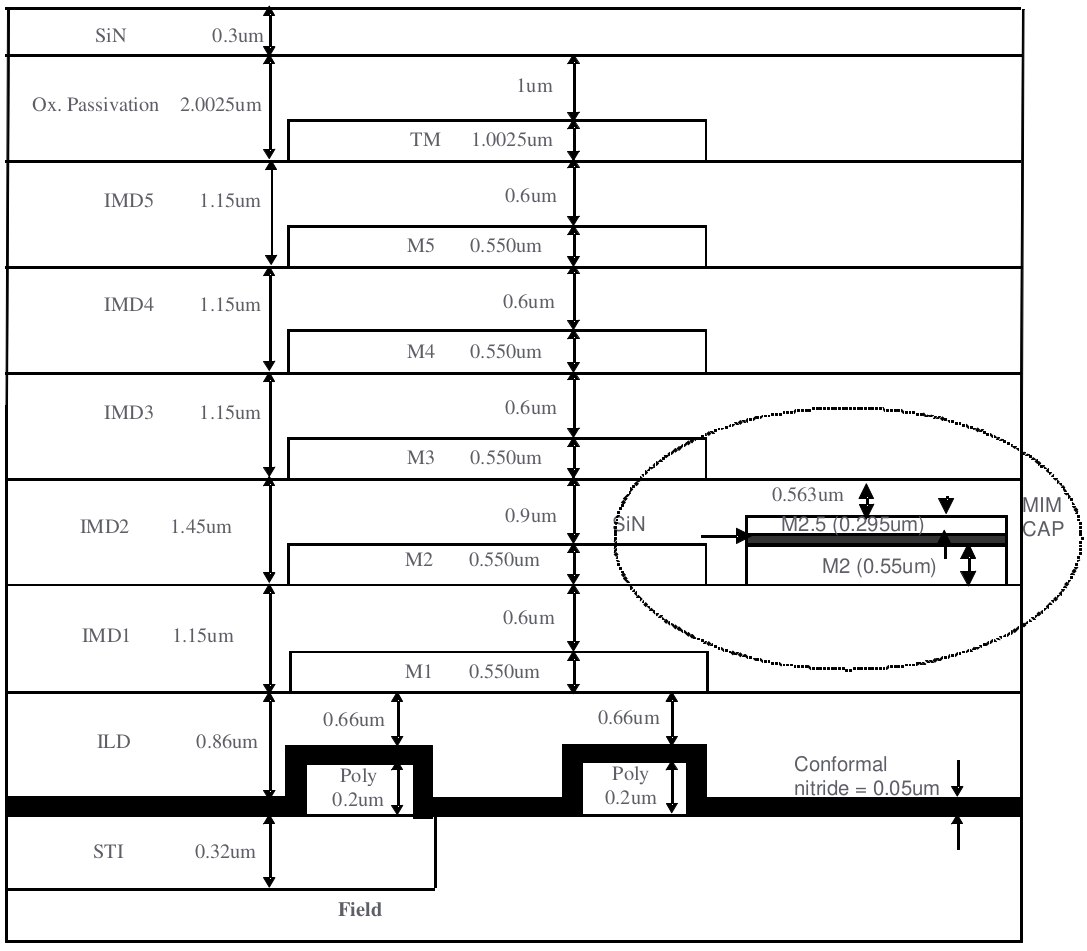 SiN 0.3um
1um
Ox. Passivation 2.0025um
TM 1.0025um
0.6um
IMD5 1.15um
M5 0.550um
0.6um
IMD4 1.15um
M4 0.550um
0.6um
IMD3 1.15um
M3 0.550um
0.563um
MIM
CAP
0.9um
IMD2 1.45um
SiN
M2.5 (0.295um)
M2 0.550um
M2 (0.55um)
0.6um
IMD1 1.15um
M1 0.550um
0.66um
0.66um
ILD 0.86um
Poly
0.2um
Poly
0.2um
Conformal
nitride = 0.05um
STI 0.32um
Field